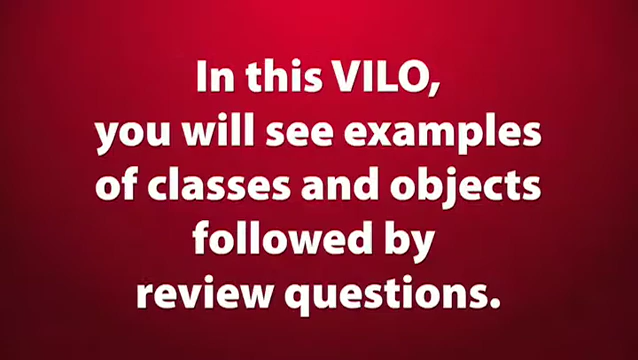 In this VILO,
you will see examples
of classes and objects
followed by
review questions.